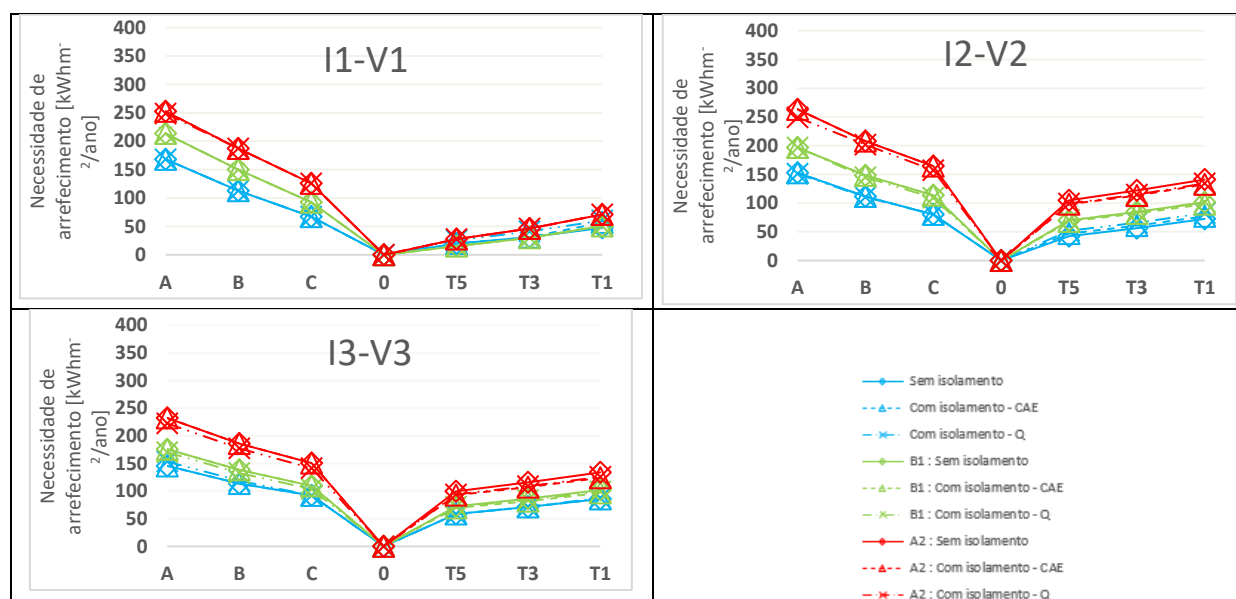 I1-V1
Necessidade de
arrefecimento [kWhm-
2/ano]
400
350
300
250
200
150
100
50
0
A B C 0 T5 T3 T1
I2-V2
Necessidade de
arrefecimento [kWhm-
2/ano]
400
350
300
250
200
150
100
50
0
A B C 0 T5 T3 T1
I3-V3
Necessidade de
arrefecimento [kWhm-
2/ano]
400
350
300
250
200
150
100
50
0
A B C 0 T5 T3 T1
Sem isolamento
Com isolamento - CAE
Com isolamento - Q
B1 : Sem isolamento
B1 : Com isolamento - CAE
B1 : Com isolamento - Q
A2 : Sem isolamento
A2 : Com isolamento - CAE
A2 : Com isolamento - Q